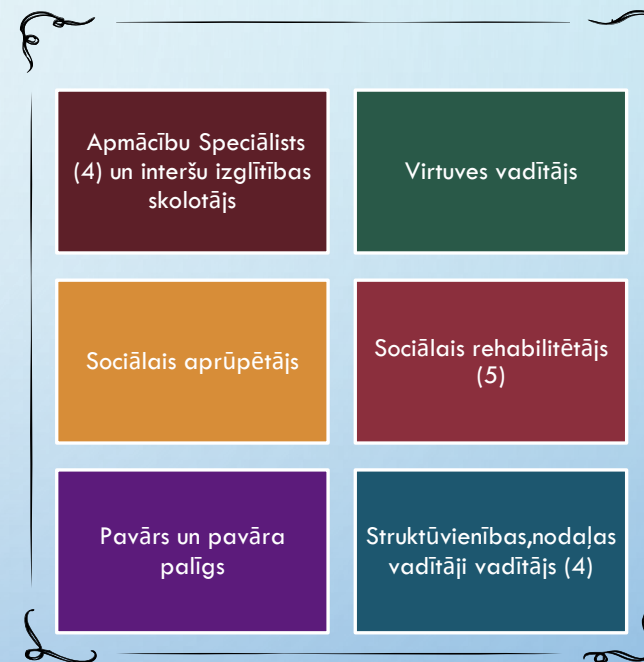 Apmācību Speciālists
(4) un interšu izglītības
skolotājs
Virtuves vadītājs
Sociālais aprūpētājs
Sociālais rehabilitētājs
(5)
Pavārs un pavāra
palīgs
Struktūvienības,nodaļas
vadītāji vadītājs (4)